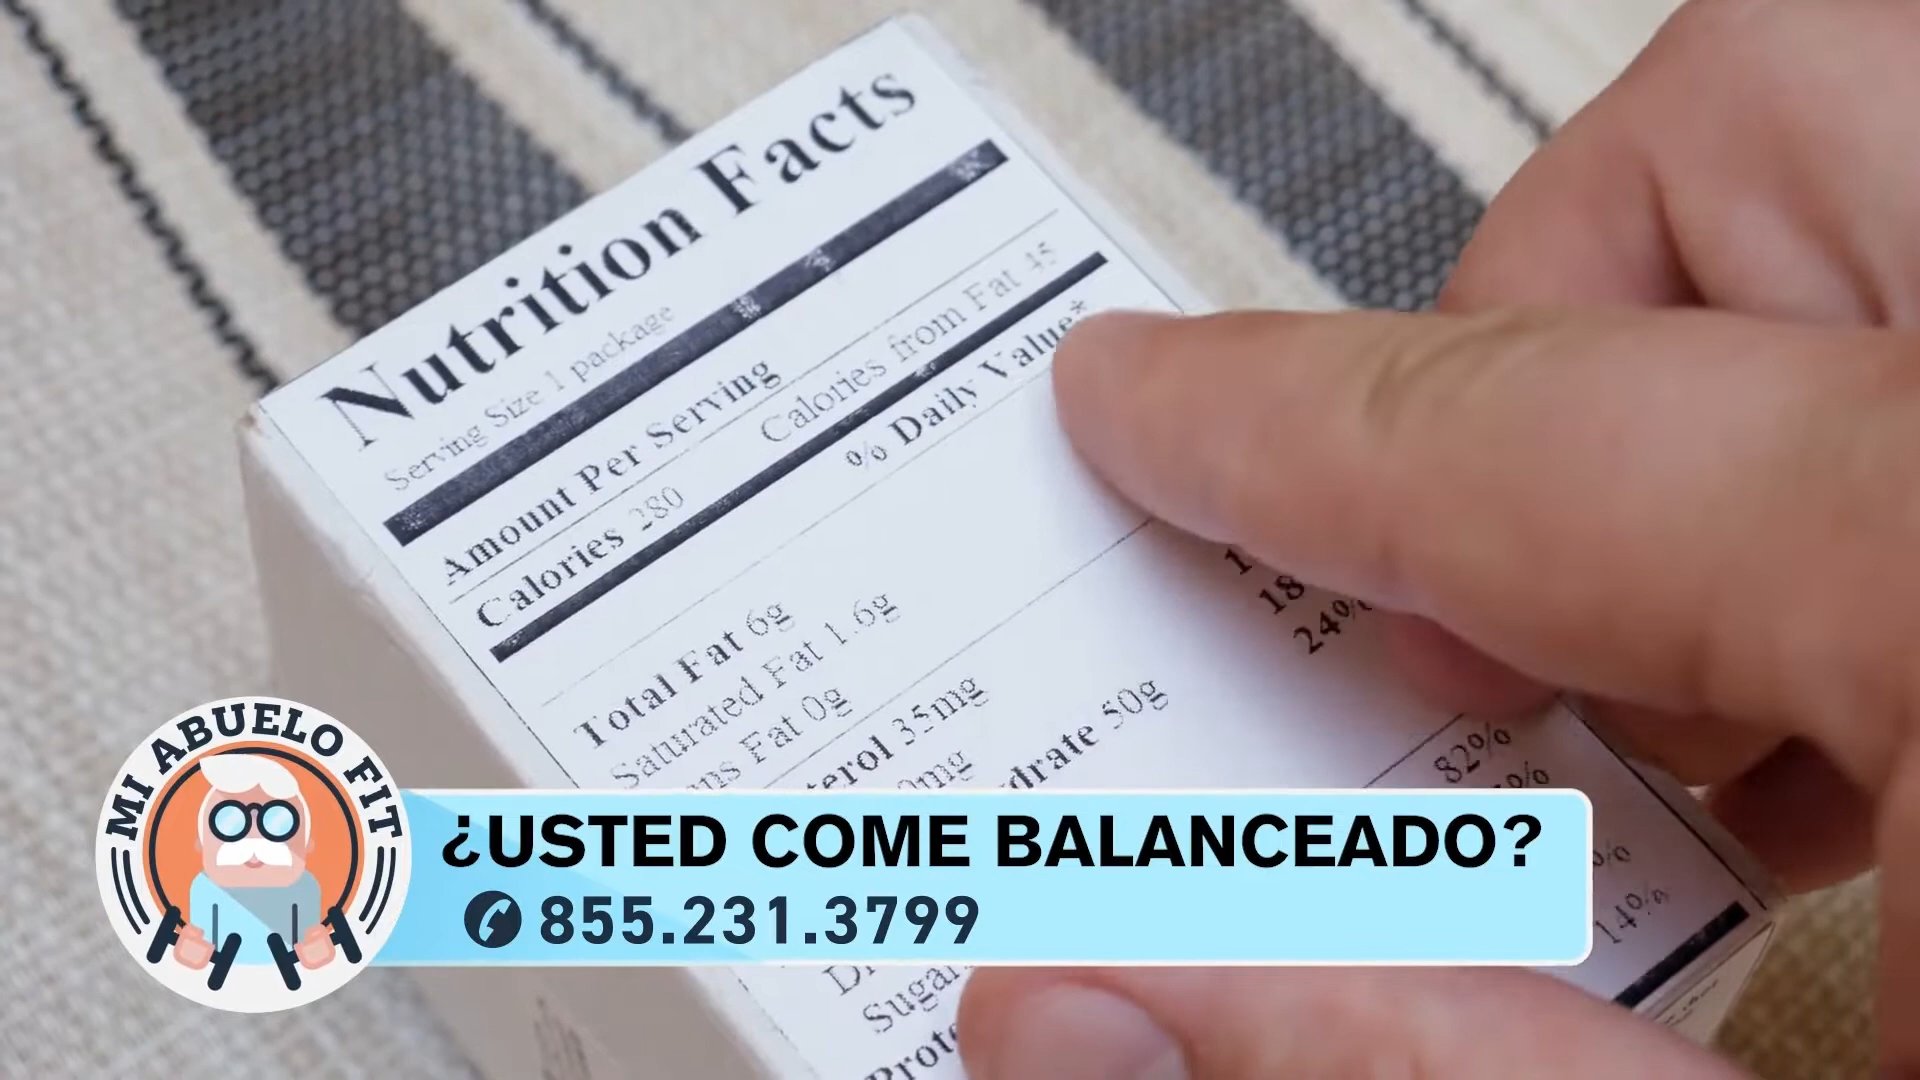 Nutrition Facts
Serving Size 1 package
Amount Per Serving
Calories 280
Calories from Fat 45
% Daily Value*
Total Fat 6g
Saturated Fat 1.6g
Fat 0g
35mg
50g
18
24%
82%
14%
MI ABUELO FIT
¿USTED COME BALANCEADO?
855.231.3799